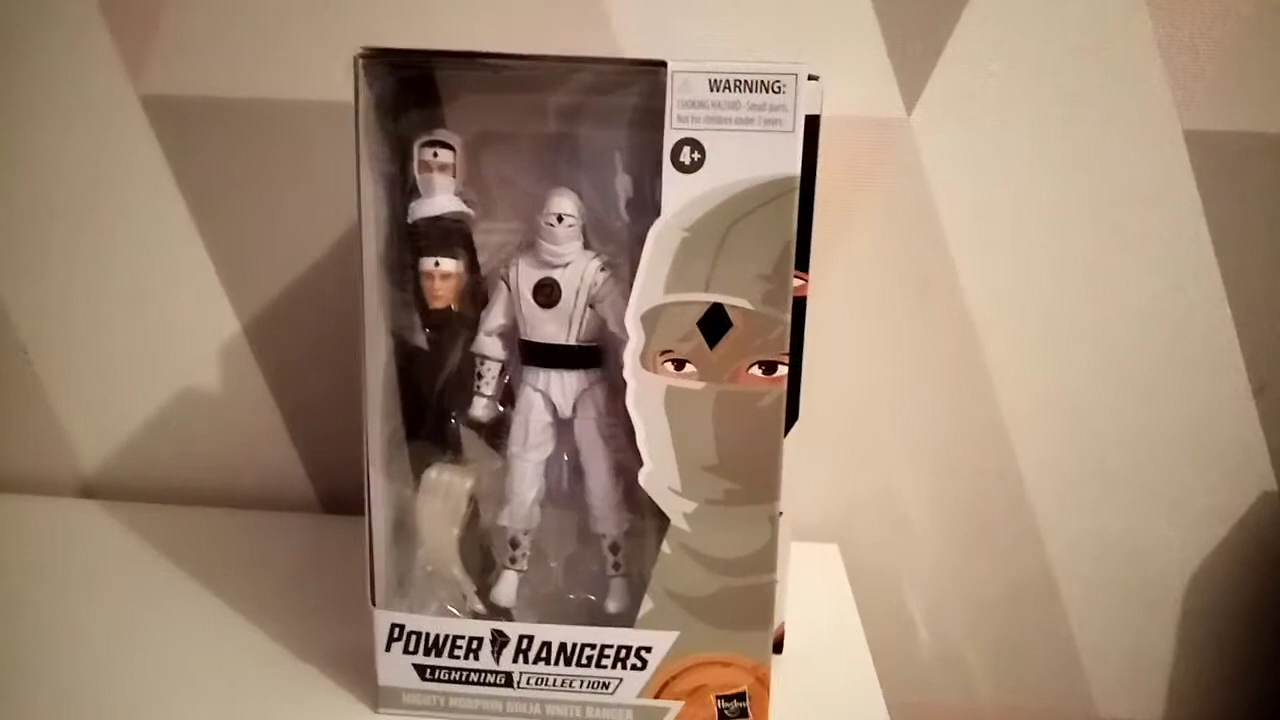 WARNING:
CHOKING HAZARD - Small parts.
Not for children under 3 years.
4+
POWER RANGERS
LIGHTNING COLLECTION
MIGHTY MORPHIN NINJA WHITE RANGER
Hasbro